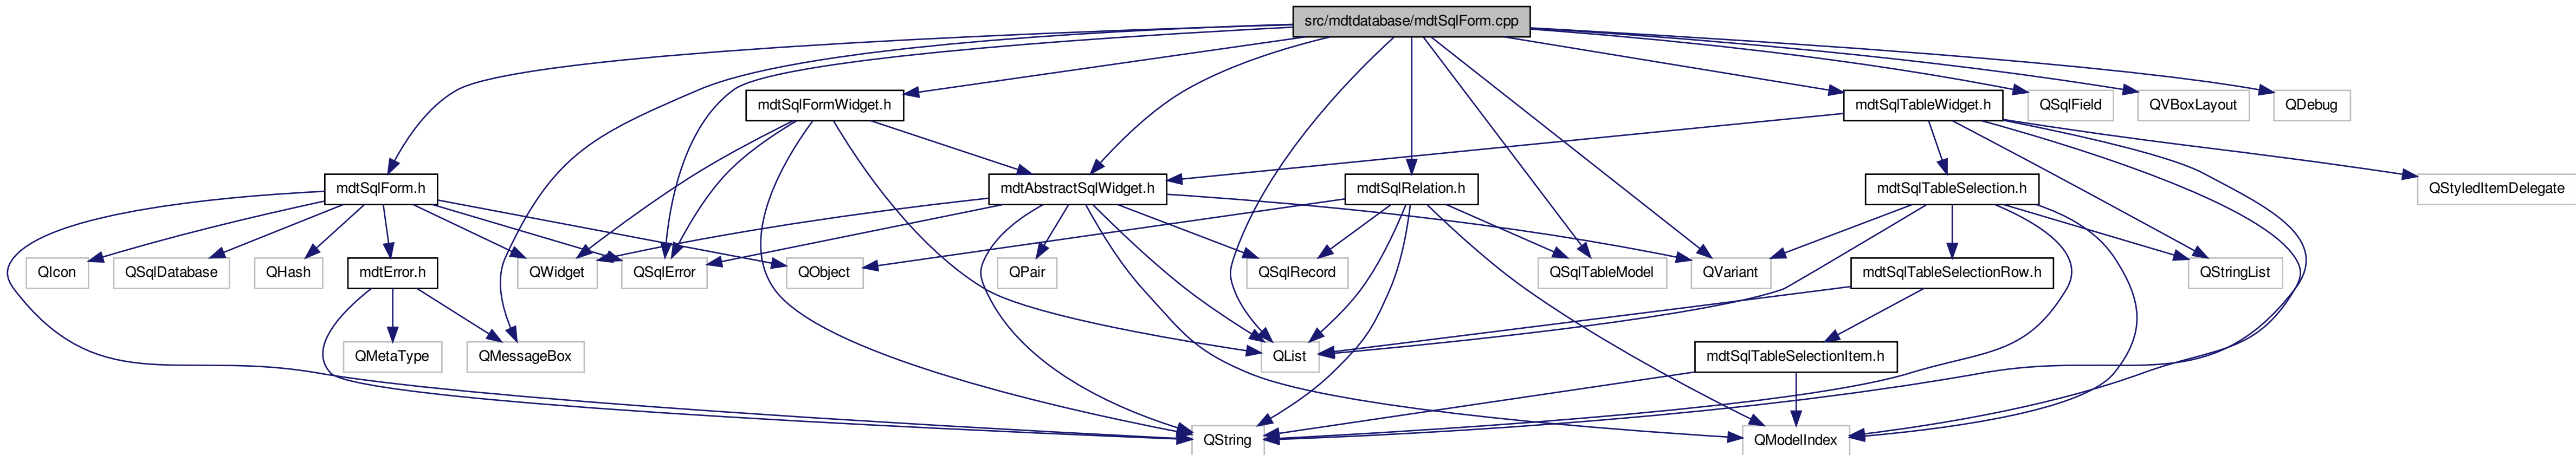 src/mdtdatabase/mdtSqlForm.cpp
mdtSqlFormWidget.h
mdtSqlTableWidget.h
QSqlField
QVBoxLayout
QDebug
mdtSqlForm.h
mdtAbstractSqlWidget.h
mdtSqlRelation.h
mdtSqlTableSelection.h
QStyledItemDelegate
QIcon
QSqlDatabase
QHash
mdtError.h
QWidget
QSqlError
QObject
QPair
QSqlRecord
QSqlTableModel
QVariant
mdtSqlTableSelectionRow.h
QStringList
QMetaType
QMessageBox
QList
mdtSqlTableSelectionItem.h
QString
QModelIndex